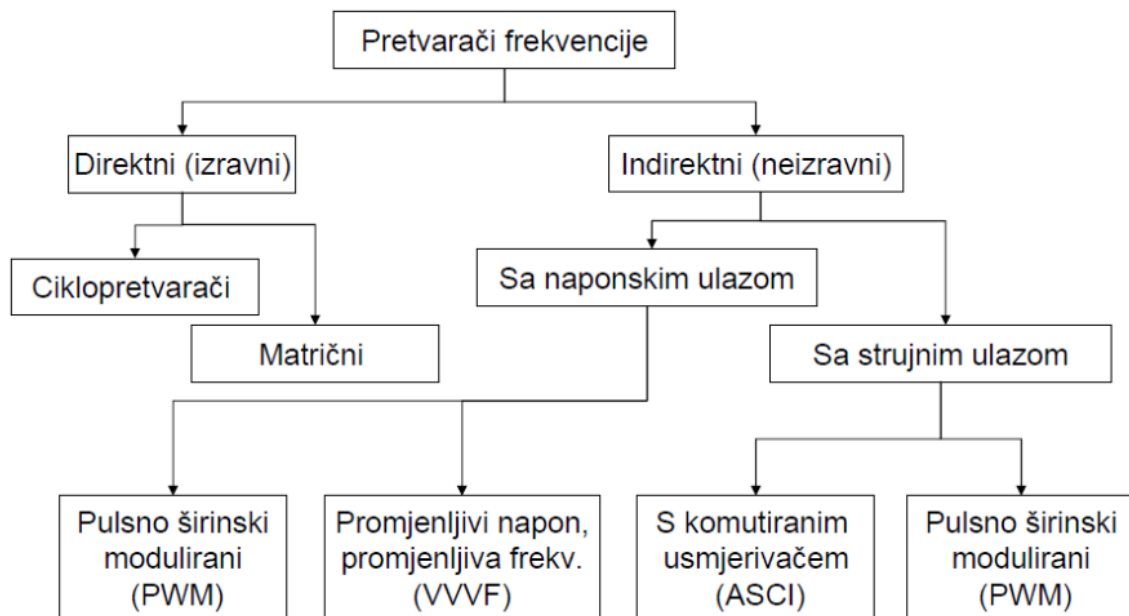 Pretvarači frekvencije
Direktni (izravni)
Indirektni (neizravni)
Ciklopretvarači
Sa naponskim ulazom
Matrični
Sa strujnim ulazom
Pulsno širinski
modulirani
(PWM)
Promjenljivi napon,
promjenljiva frekv.
(VVVF)
S komutiranim
usmjerivačem
(ASCI)
Pulsno širinski
modulirani
(PWM)